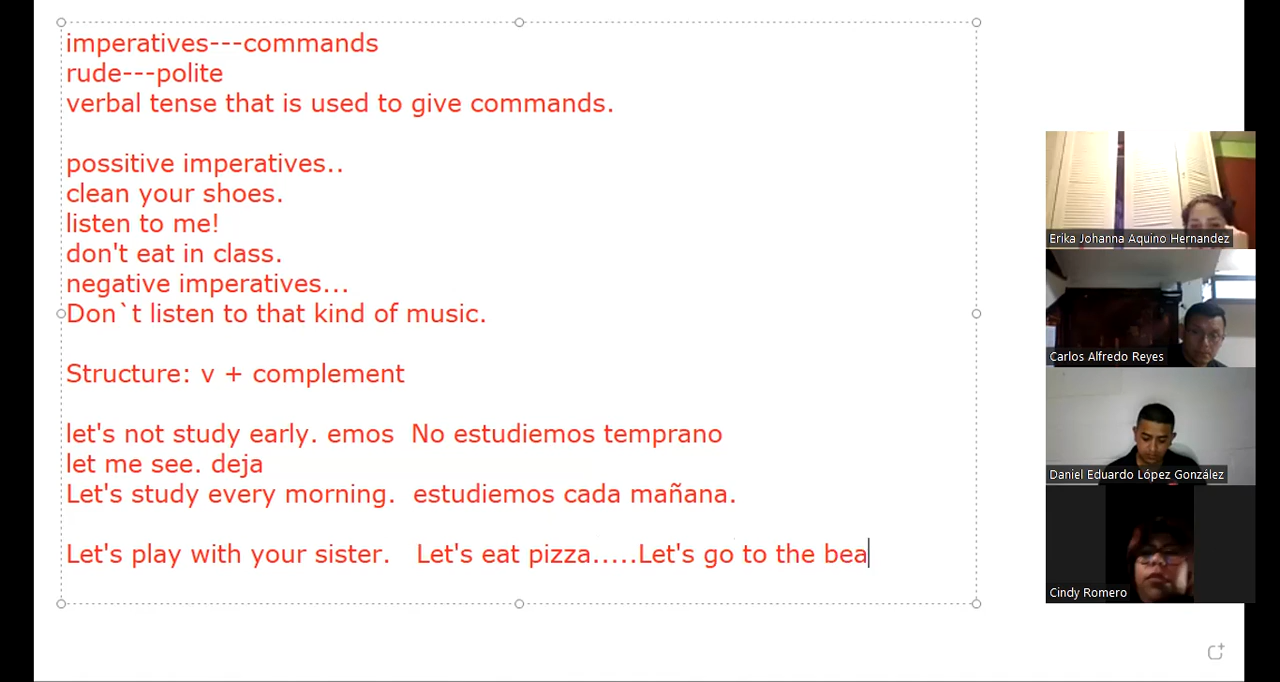 imperatives---commands
rude---polite
verbal tense that is used to give commands.
possitive imperatives..
clean your shoes.
listen to me!
don't eat in class.
negative imperatives...
Don`t listen to that kind of music.
Structure: v + complement
let's not study early. emos  No estudiemos temprano
let me see. deja
Let's study every morning.  estudiemos cada mañana.
Let's play with your sister.   Let's eat pizza.....Let's go to the bea
Erika Johanna Aquino Hernandez
Carlos Alfredo Reyes
Daniel Eduardo López González
Cindy Romero